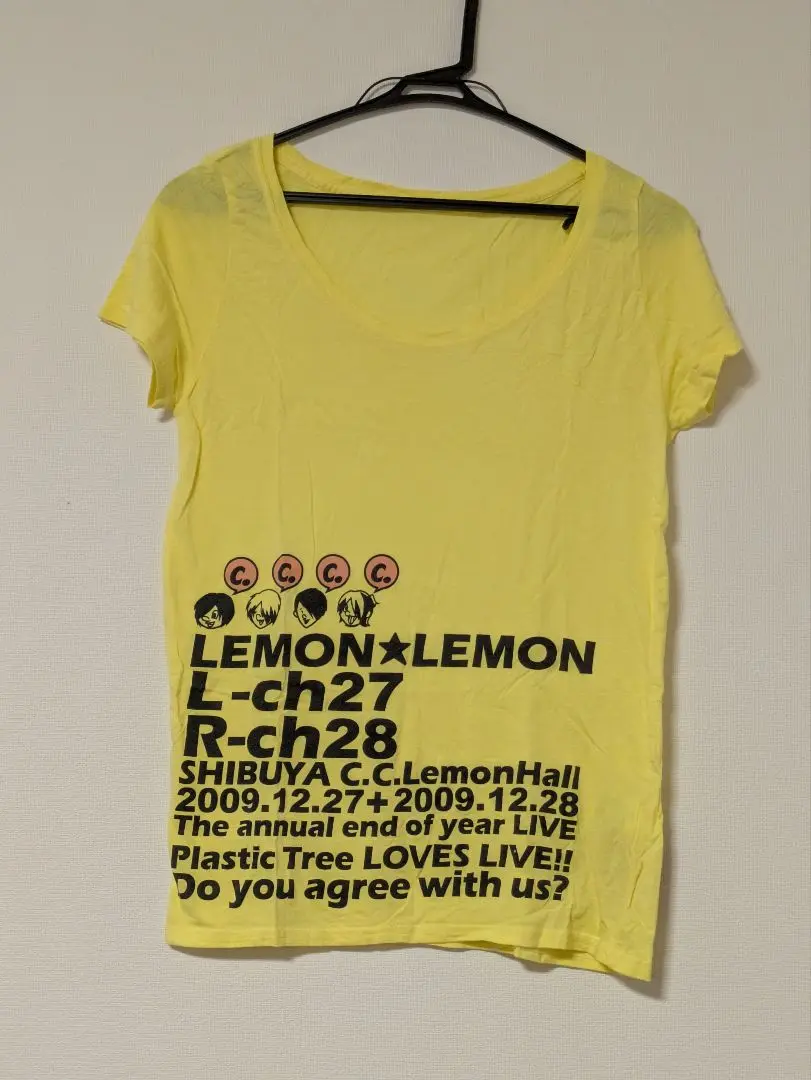 C. C. C. C.
LEMON★LEMON
L-ch27
R-ch28
SHIBUYA C.C.LemonHall
2009.12.27+2009.12.28
The annual end of year LIVE
Plastic Tree LOVES LIVE!!
Do you agree with us?